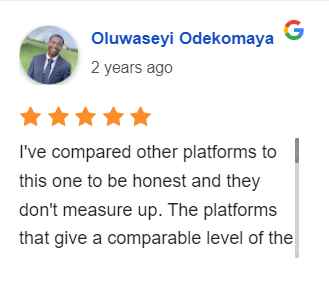 Oluwaseyi Odekomaya
2 years ago
I've compared other platforms to
this one to be honest and they
don't measure up. The platforms
that give a comparable level of the